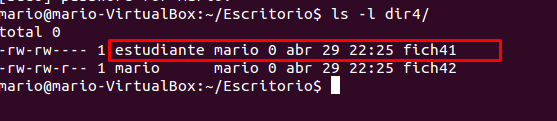 mario@mario-VirtualBox:~/Escritorio$ ls -l dir4/
total 0
-rw-rw---- 1 estudiante mario 0 abr 29 22:25 fich41
-rw-rw-r-- 1 mario      mario 0 abr 29 22:25 fich42
mario@mario-VirtualBox:~/Escritorio$